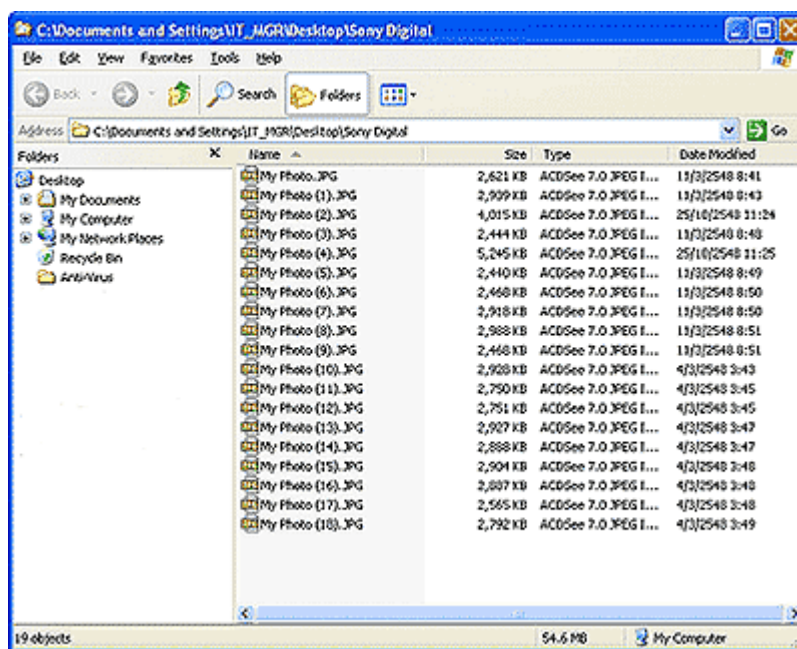 C:\Documents and Settings\IT_MGR\Desktop\Sony Digital
File Edit View Favorites Tools Help
Back Search Folders
Address C:\Documents and Settings\IT_MGR\Desktop\Sony Digital Go
Folders X Name Size Type Date Modified
Desktop
My Documents
My Computer
My Network Places
Recycle Bin
Anti-Virus
My Photo.JPG 2,621 KB ACDSee 7.0 JPEG I... 11/3/2548 8:41
My Photo (1).JPG 2,939 KB ACDSee 7.0 JPEG I... 11/3/2548 8:43
My Photo (2).JPG 4,015 KB ACDSee 7.0 JPEG I... 25/10/2548 11:24
My Photo (3).JPG 2,444 KB ACDSee 7.0 JPEG I... 11/3/2548 8:48
My Photo (4).JPG 5,245 KB ACDSee 7.0 JPEG I... 25/10/2548 11:25
My Photo (5).JPG 2,440 KB ACDSee 7.0 JPEG I... 11/3/2548 8:49
My Photo (6).JPG 2,468 KB ACDSee 7.0 JPEG I... 11/3/2548 8:50
My Photo (7).JPG 2,918 KB ACDSee 7.0 JPEG I... 11/3/2548 8:50
My Photo (8).JPG 2,988 KB ACDSee 7.0 JPEG I... 11/3/2548 8:51
My Photo (9).JPG 2,468 KB ACDSee 7.0 JPEG I... 11/3/2548 8:51
My Photo (10).JPG 2,928 KB ACDSee 7.0 JPEG I... 4/3/2548 3:43
My Photo (11).JPG 2,750 KB ACDSee 7.0 JPEG I... 4/3/2548 3:45
My Photo (12).JPG 2,751 KB ACDSee 7.0 JPEG I... 4/3/2548 3:45
My Photo (13).JPG 2,927 KB ACDSee 7.0 JPEG I... 4/3/2548 3:47
My Photo (14).JPG 2,888 KB ACDSee 7.0 JPEG I... 4/3/2548 3:47
My Photo (15).JPG 2,904 KB ACDSee 7.0 JPEG I... 4/3/2548 3:48
My Photo (16).JPG 2,887 KB ACDSee 7.0 JPEG I... 4/3/2548 3:48
My Photo (17).JPG 2,565 KB ACDSee 7.0 JPEG I... 4/3/2548 3:48
My Photo (18).JPG 2,792 KB ACDSee 7.0 JPEG I... 4/3/2548 3:49
19 objects 54.6 MB My Computer